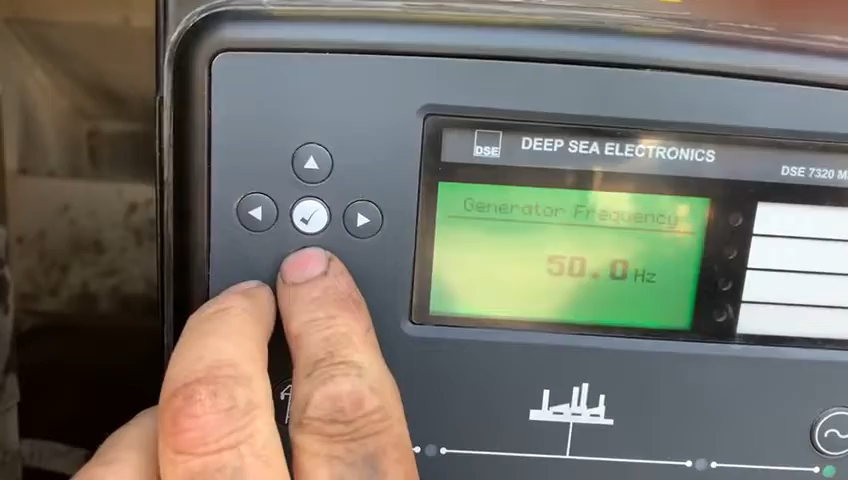 DSE
DEEP SEA ELECTRONICS
DSE 7320 M
Generator Frequency
50.0 Hz